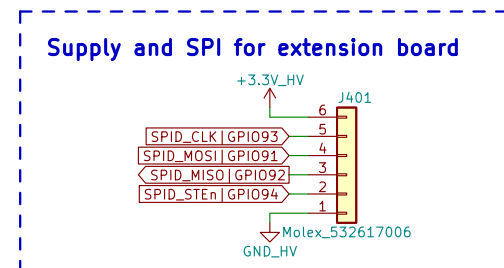 Supply and SPI for extension board
+3.3V_HV
J401
6
SPID_CLK|GPIO93 5
SPID_MOSI|GPIO91 4
SPID_MISO|GPIO92 3
SPID_STEn|GPIO94 2
1
Molex_532617006
GND_HV